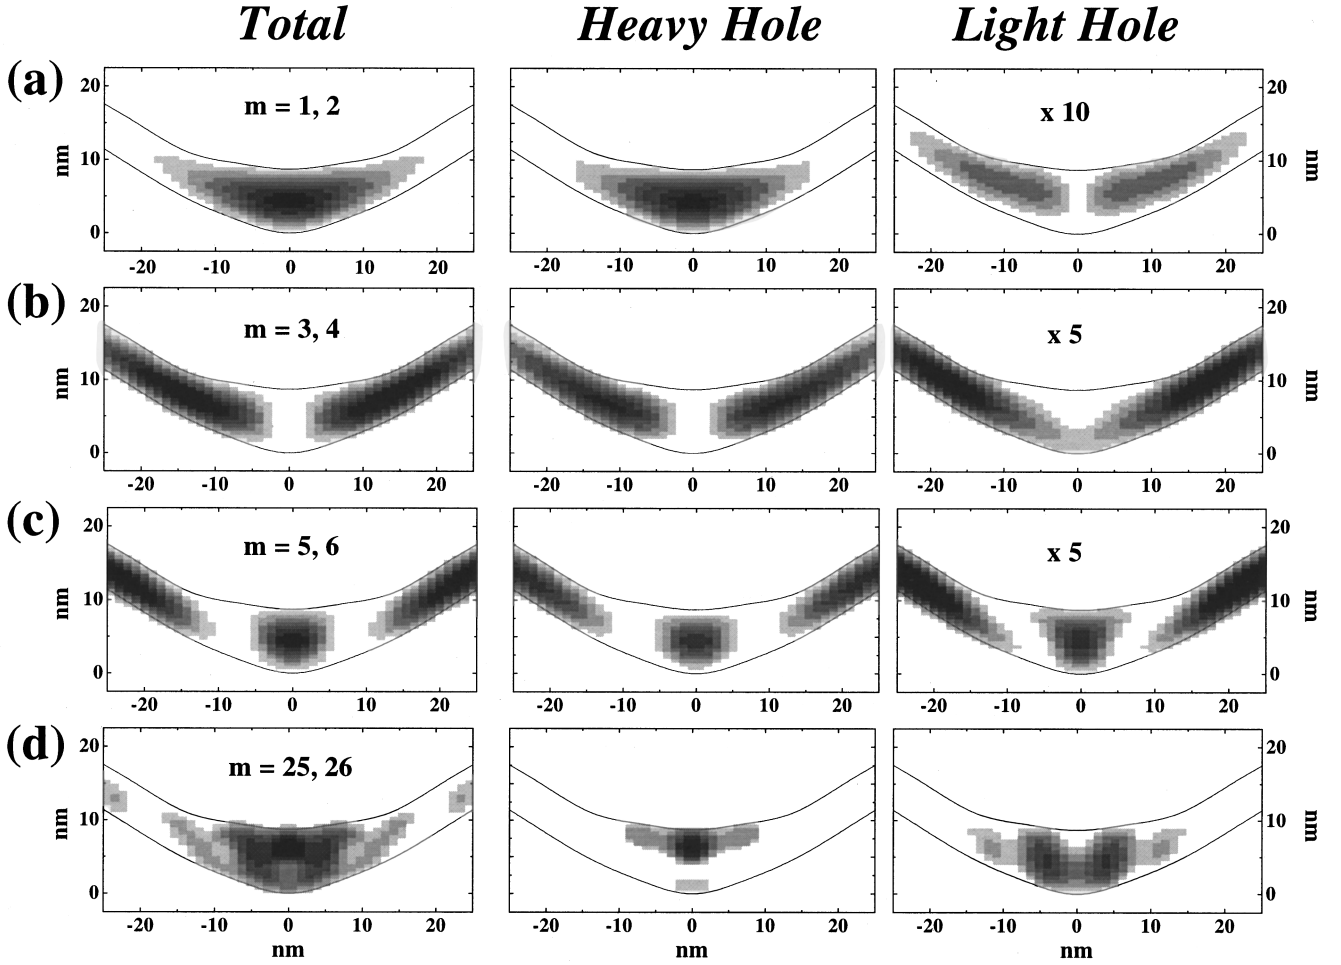 Total Heavy Hole Light Hole
(a)
m = 1, 2 x 10
nm 20 10 0 20 10 0 nm
-20 -10 0 10 20 -20 -10 0 10 20 -20 -10 0 10 20
(b)
m = 3, 4 x 5
nm 20 10 0 20 10 0 nm
-20 -10 0 10 20 -20 -10 0 10 20 -20 -10 0 10 20
(c)
m = 5, 6 x 5
nm 20 10 0 20 10 0 nm
-20 -10 0 10 20 -20 -10 0 10 20 -20 -10 0 10 20
(d)
m = 25, 26
nm 20 10 0 20 10 0 nm
-20 -10 0 10 20 -20 -10 0 10 20 -20 -10 0 10 20
nm nm nm